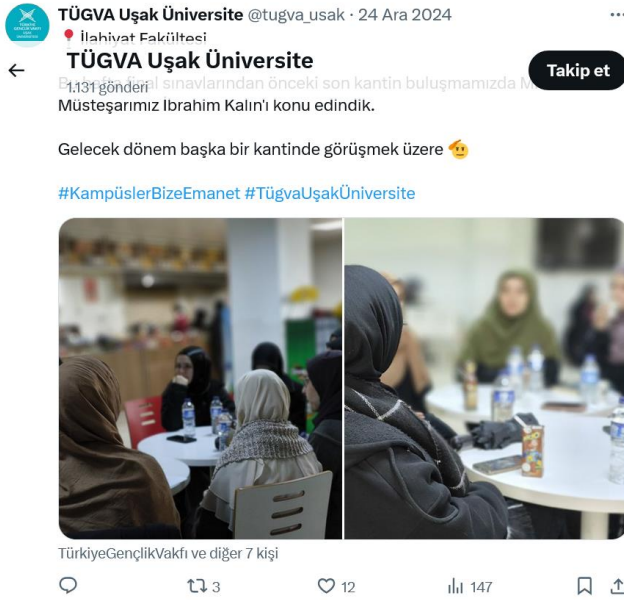 TÜGVA Uşak Üniversite @tugva_usak · 24 Ara 2024
📍 İlahiyat Fakültesi
TÜGVA Uşak Üniversite
Takip et
1.131 gönderi
Bu hafta final sınavlarından önceki son kantin buluşmamızda
Müsteşarımız İbrahim Kalın'ı konu edindik.
Gelecek dönem başka bir kantinde görüşmek üzere 🫡
#KampüslerBizeEmanet #TügvaUşakÜniversite
TürkiyeGençlikVakfı ve diğer 7 kişi
3
12
147